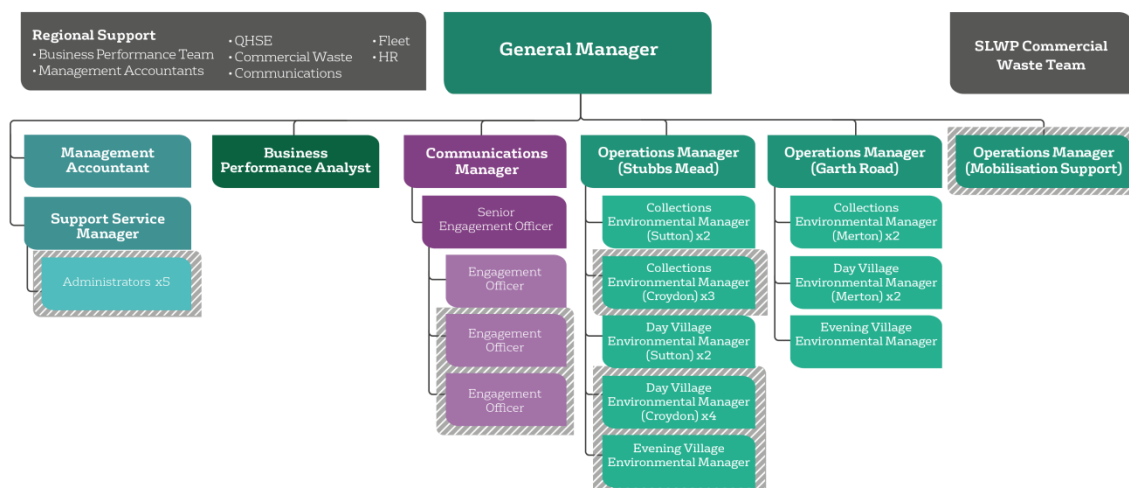 Regional Support
• Business Performance Team
• Management Accountants
• QHSE
• Commercial Waste
• Communications
• Fleet
• HR
General Manager
SLWP Commercial
Waste Team
Management
Accountant
Support Service
Manager
Administrators x5
Business
Performance Analyst
Communications
Manager
Senior
Engagement Officer
Engagement
Officer
Engagement
Officer
Engagement
Officer
Operations Manager
(Stubbs Mead)
Collections
Environmental Manager
(Sutton) x2
Collections
Environmental Manager
(Croydon) x3
Day Village
Environmental Manager
(Sutton) x2
Day Village
Environmental Manager
(Croydon) x4
Evening Village
Environmental Manager
Operations Manager
(Garth Road)
Collections
Environmental Manager
(Merton) x2
Day Village
Environmental Manager
(Merton) x2
Evening Village
Environmental Manager
Operations Manager
(Mobilisation Support)